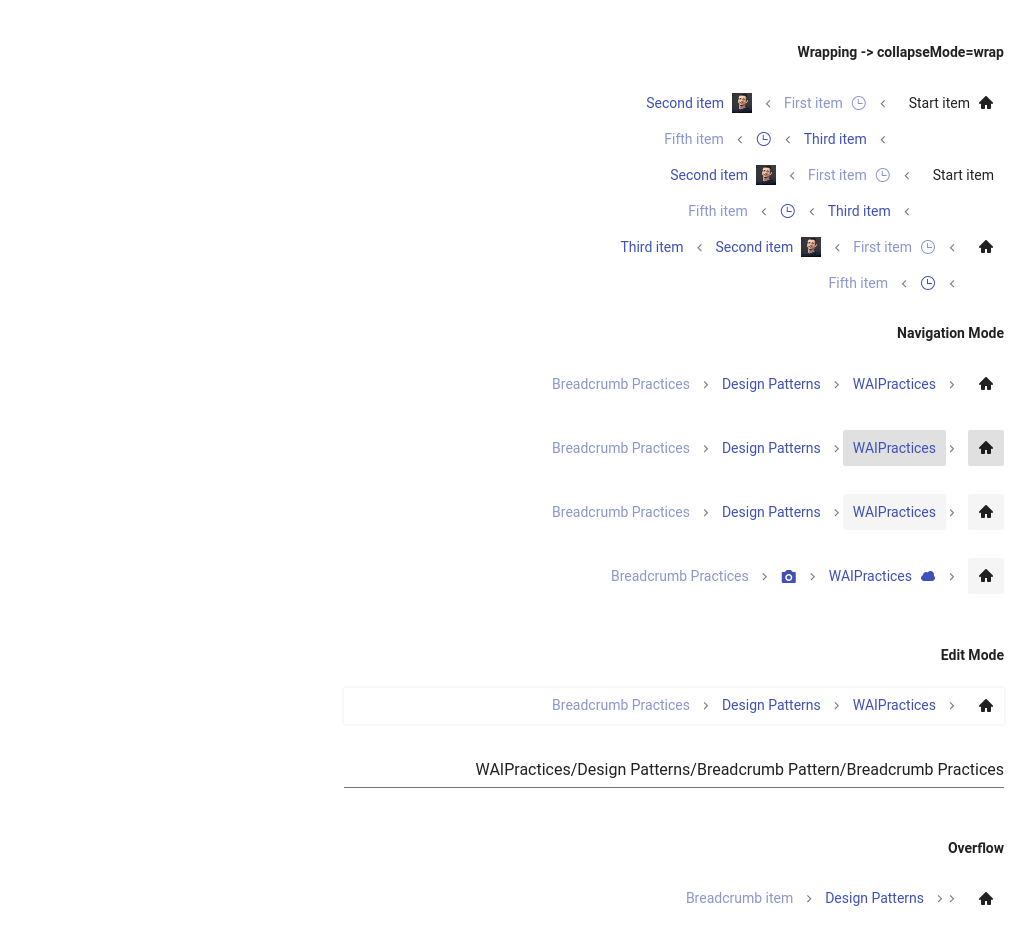 Wrapping -> collapseMode=wrap
Start item First item Second item
Third item Fifth item
Start item First item Second item
Third item Fifth item
First item Second item Third item
Fifth item
Navigation Mode
WAIPractices Design Patterns Breadcrumb Practices
WAIPractices Design Patterns Breadcrumb Practices
WAIPractices Design Patterns Breadcrumb Practices
WAIPractices Breadcrumb Practices
Edit Mode
WAIPractices Design Patterns Breadcrumb Practices
WAIPractices/Design Patterns/Breadcrumb Pattern/Breadcrumb Practices
Overflow
Design Patterns Breadcrumb item